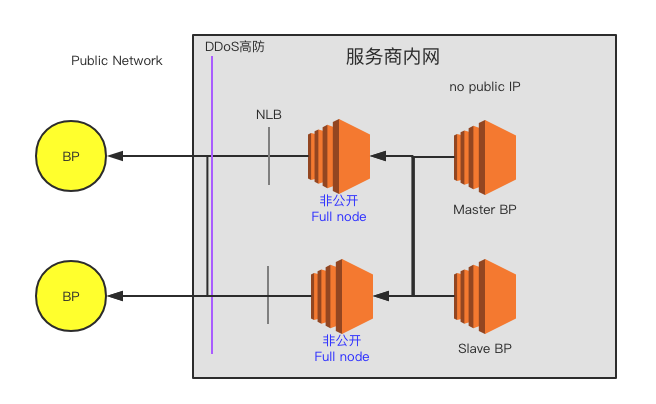 DDoS高防
服务商内网
Public Network
no public IP
NLB
BP
非公开
Full node
Master BP
BP
非公开
Full node
Slave BP